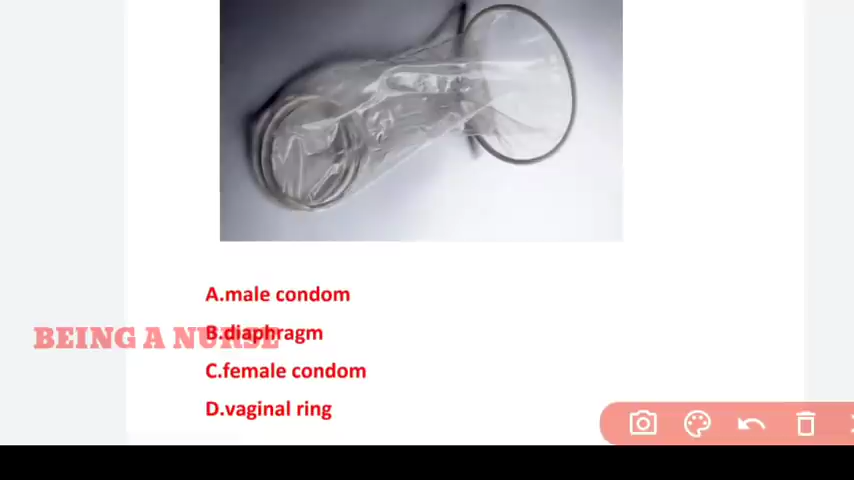 A.male condom
BEING A NURSE
B.diaphragm
C.female condom
D.vaginal ring